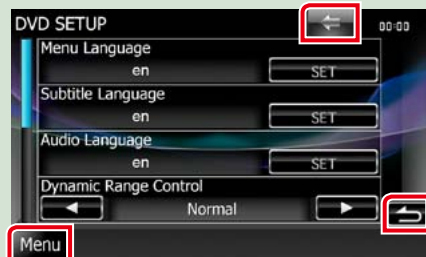 DVD SETUP
00:00
Menu Language
en
SET
Subtitle Language
en
SET
Audio Language
en
SET
Dynamic Range Control
Normal
Menu